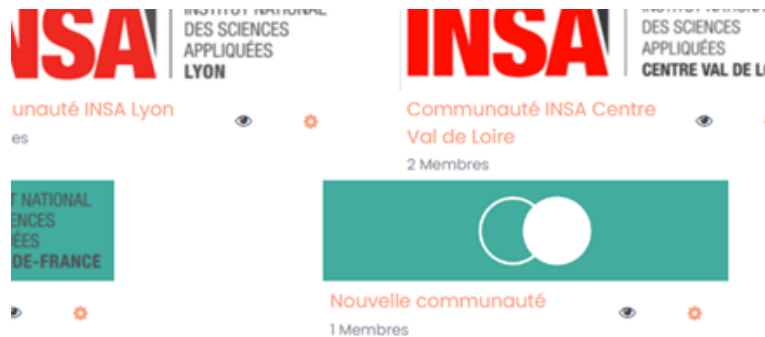 INSA
DES SCIENCES
APPLIQUÉES
LYON
INSA
DES SCIENCES
APPLIQUÉES
CENTRE VAL DE L
unauté INSA Lyon
es
Communauté INSA Centre
Val de Loire
2 Membres
T NATIONAL
ENCES
ÉES
DE-FRANCE
Nouvelle communauté
1 Membres